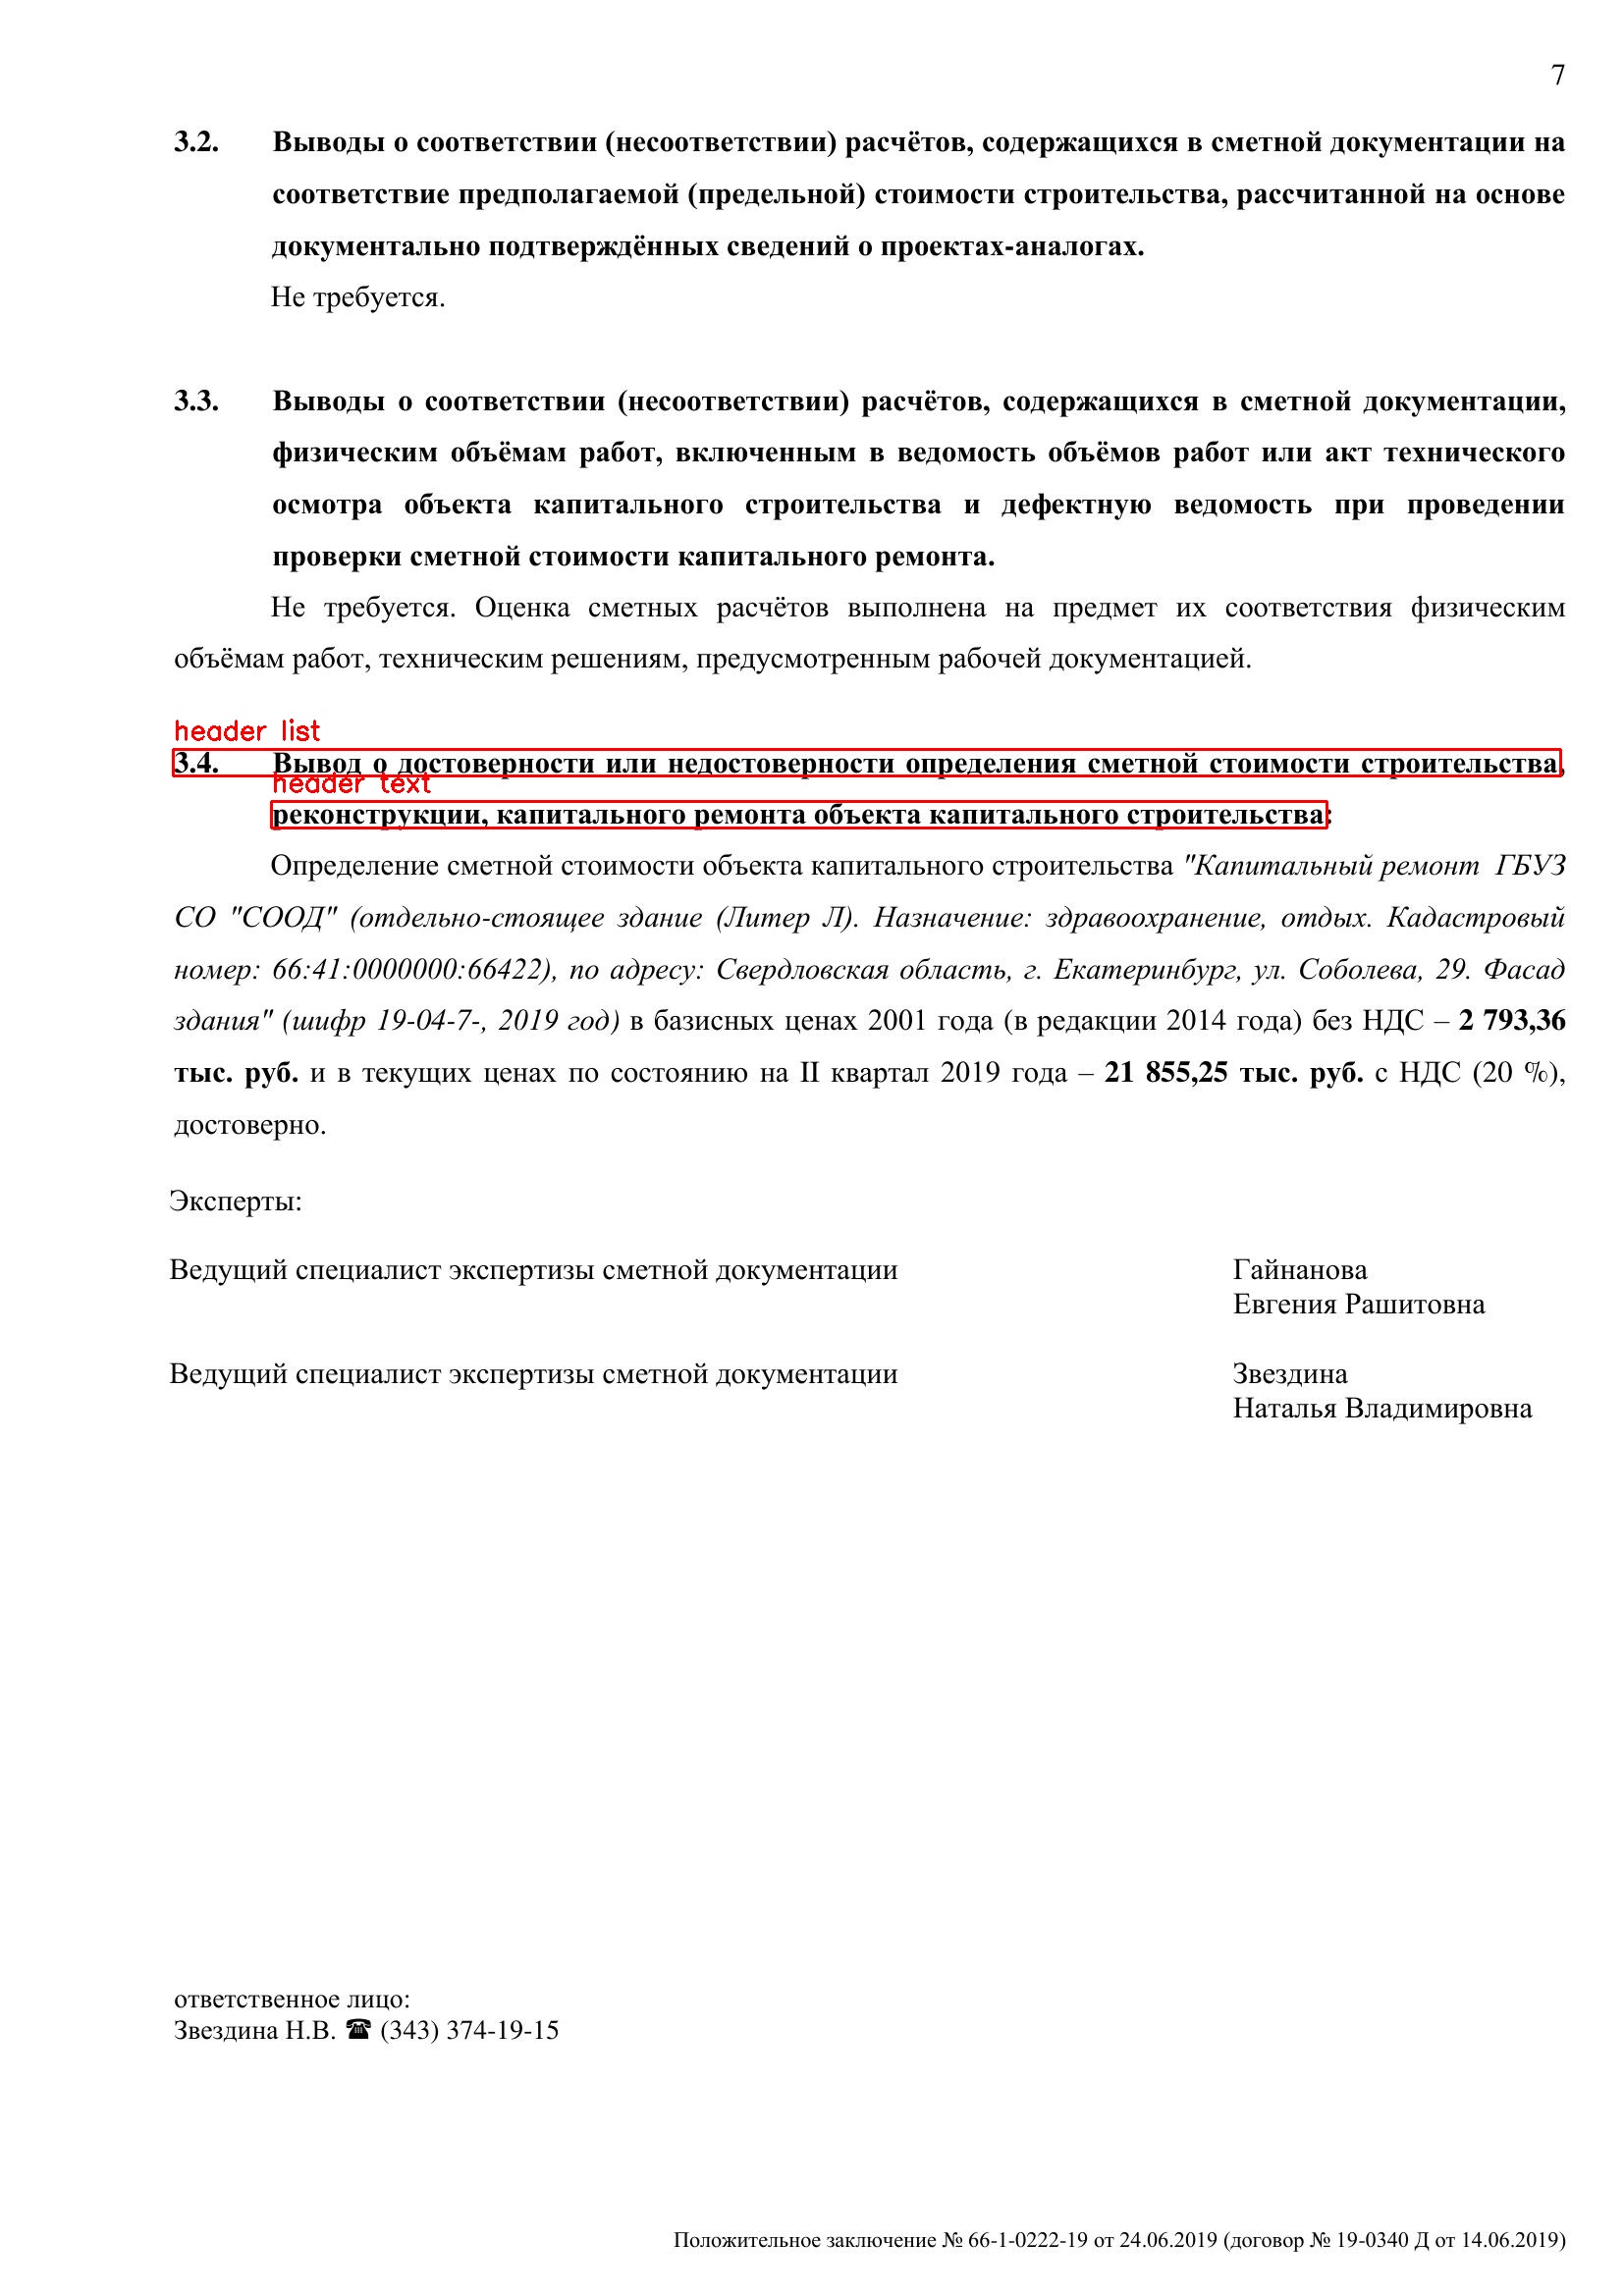 7
3.2. Выводы о соответствии (несоответствии) расчётов, содержащихся в сметной документации на
соответствие предполагаемой (предельной) стоимости строительства, рассчитанной на основе
документально подтверждённых сведений о проектах-аналогах.
Не требуется.
3.3. Выводы о соответствии (несоответствии) расчётов, содержащихся в сметной документации,
физическим объёмам работ, включенным в ведомость объёмов работ или акт технического
осмотра объекта капитального строительства и дефектную ведомость при проведении
проверки сметной стоимости капитального ремонта.
Не требуется. Оценка сметных расчётов выполнена на предмет их соответствия физическим
объёмам работ, техническим решениям, предусмотренным рабочей документацией.
header list
3.4. Вывод о достоверности или недостоверности определения сметной стоимости строительства,
header text
реконструкции, капитального ремонта объекта капитального строительства:
Определение сметной стоимости объекта капитального строительства "Капитальный ремонт ГБУЗ
СО "СООД" (отдельно-стоящее здание (Литер Л). Назначение: здравоохранение, отдых. Кадастровый
номер: 66:41:0000000:66422), по адресу: Свердловская область, г. Екатеринбург, ул. Соболева, 29. Фасад
здания" (шифр 19-04-7-, 2019 год) в базисных ценах 2001 года (в редакции 2014 года) без НДС – 2 793,36
тыс. руб. и в текущих ценах по состоянию на II квартал 2019 года – 21 855,25 тыс. руб. с НДС (20 %),
достоверно.
Эксперты:
Ведущий специалист экспертизы сметной документации Гайнанова
Евгения Рашитовна
Ведущий специалист экспертизы сметной документации Звездина
Наталья Владимировна
ответственное лицо:
Звездина Н.В. ☎ (343) 374-19-15
Положительное заключение № 66-1-0222-19 от 24.06.2019 (договор № 19-0340 Д от 14.06.2019)